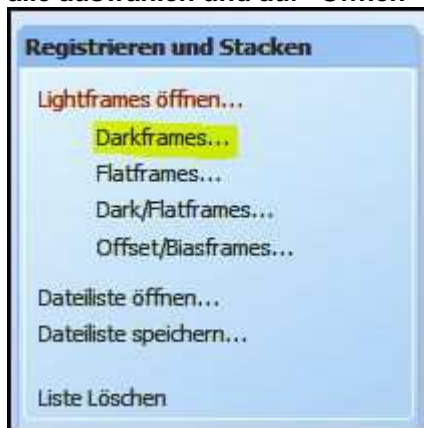 Registrieren und Stacken
Lightframes öffnen...
Darkframes...
Flatframes...
Dark/Flatframes...
Offset/Biasframes...
Dateiliste öffnen...
Dateiliste speichern...
Liste Löschen